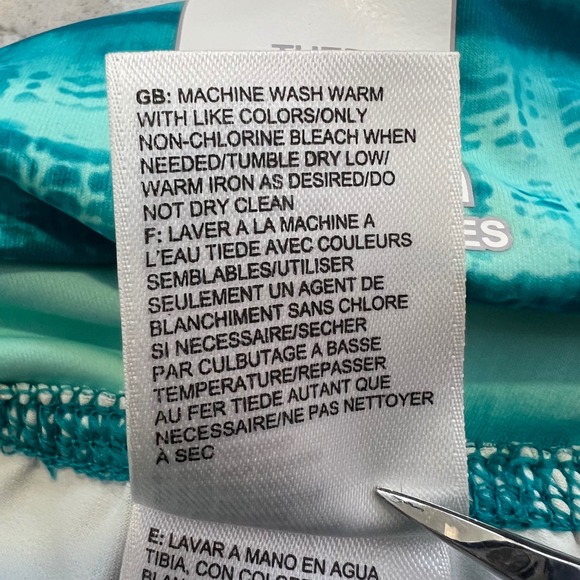 THE
ES
GB: MACHINE WASH WARM
WITH LIKE COLORS/ONLY
NON-CHLORINE BLEACH WHEN
NEEDED/TUMBLE DRY LOW/
WARM IRON AS DESIRED/DO
NOT DRY CLEAN
F: LAVER A LA MACHINE A
L'EAU TIEDE AVEC COULEURS
SEMBLABLES/UTILISER
SEULEMENT UN AGENT DE
BLANCHIMENT SANS CHLORE
SI NECESSAIRE/SECHER
PAR CULBUTAGE A BASSE
TEMPERATURE/REPASSER
AU FER TIEDE AUTANT QUE
NECESSAIRE/NE PAS NETTOYER
À SEC
E: LAVAR A MANO EN AGUA
TIBIA, CON COLORES